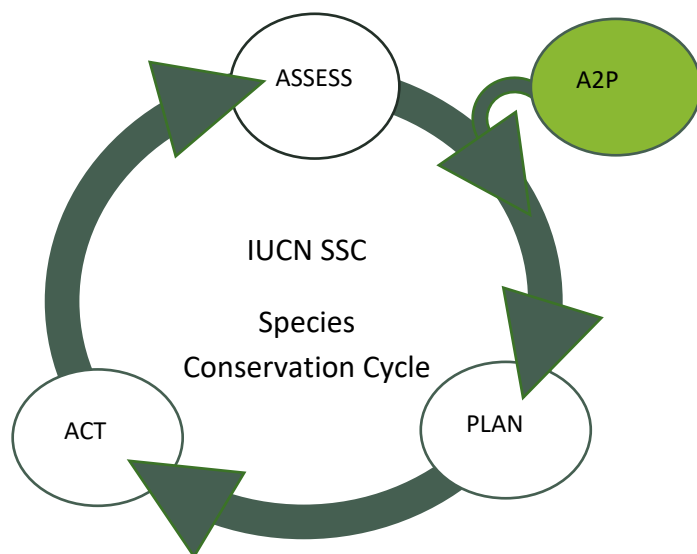 ASSESS
A2P
IUCN SSC
Species
Conservation Cycle
ACT
PLAN